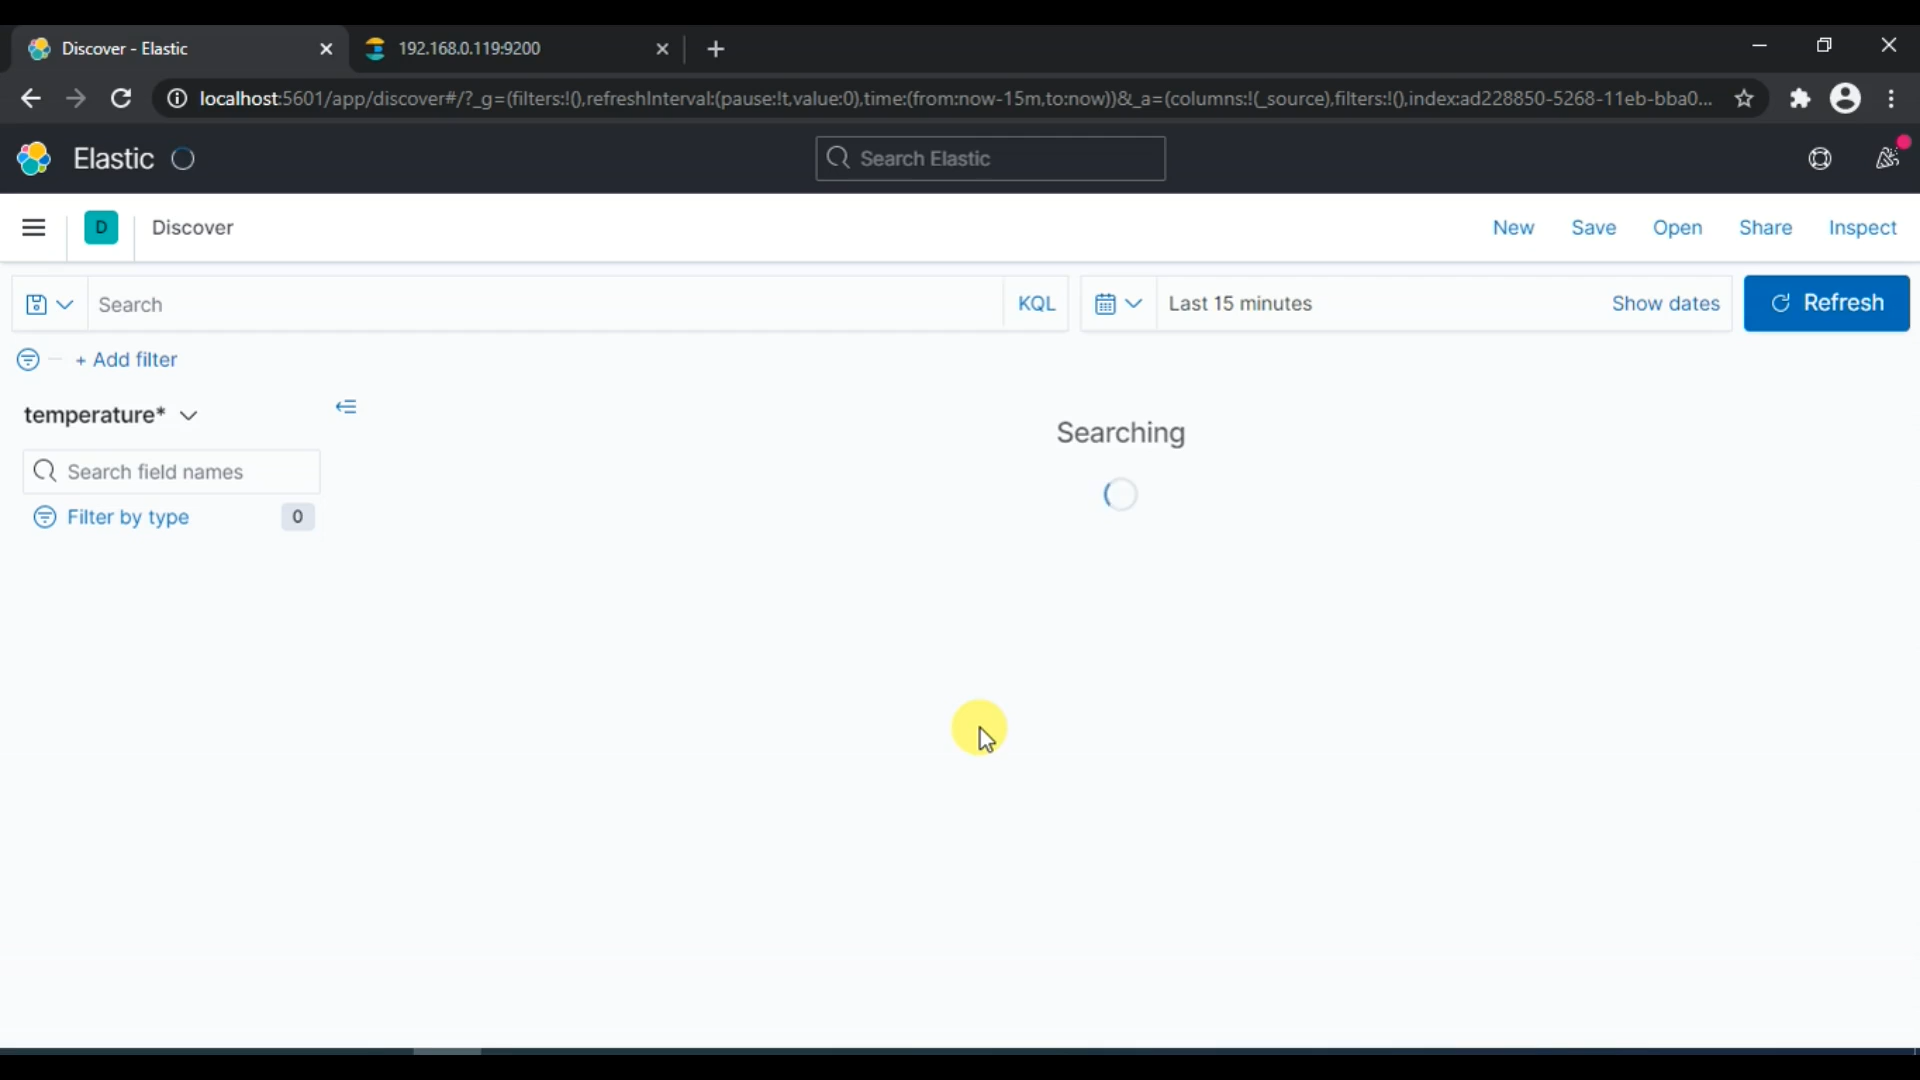 Discover - Elastic
192.168.0.119:9200
localhost:5601/app/discover#/?_g=(filters:!(),refreshInterval:(pause:!t,value:0),time:(from:now-15m,to:now))&_a=(columns:!(_source),filters:!(),index:ad228850-5268-11eb-bba0...
Elastic
Search Elastic
D Discover
New Save Open Share Inspect
Search KQL
Last 15 minutes Show dates
Refresh
+ Add filter
temperature*
Search field names
Filter by type 0
Searching